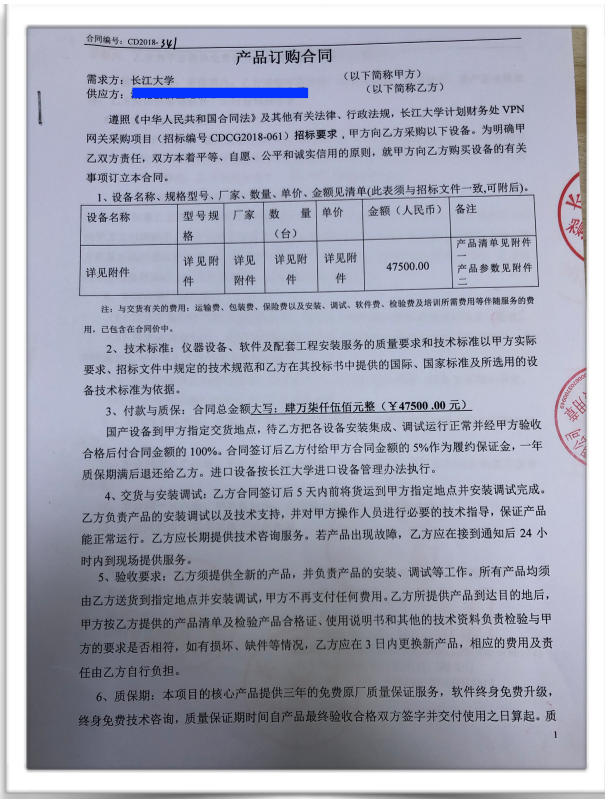 合同编号：CD2018-341
产品订购合同
需求方：长江大学 （以下简称甲方）
供应方： （以下简称乙方）
遵照《中华人民共和国合同法》及其他有关法律、行政法规，长江大学计划财务处 VPN
网关采购项目（招标编号 CDCG2018-061）招标要求，甲方向乙方采购以下设备。为明确甲
乙双方责任，双方本着平等、自愿、公平和诚实信用的原则，就甲方向乙方购买设备的有关
事项订立本合同。
1、设备名称、规格型号、厂家、数量、单价、金额见清单(此表须与招标文件一致,可附后)。
设备名称 型号规格 厂家 数量（台） 单价 金额（人民币） 备注
详见附件 详见附件 详见附件 详见附件 详见附件 47500.00 产品清单见附件一 产品参数见附件二
注：与交货有关的费用：运输费、包装费、保险费以及安装、调试、软件费、检验费及培训所需费用等伴随服务的费
用，已包含在合同价中。
2、技术标准：仪器设备、软件及配套工程安装服务的质量要求和技术标准以甲方实际
要求、招标文件中规定的技术规范和乙方在其投标书中提供的国际、国家标准及所选用的设
备技术标准为依据。
3、付款与质保：合同总金额大写：肆万柒仟伍佰元整（￥47500 .00 元）
国产设备到甲方指定交货地点，待乙方把各设备安装集成、调试运行正常并经甲方验收
合格后付合同金额的 100%。合同签订后乙方付给甲方合同金额的 5%作为履约保证金，一年
质保期满后退还给乙方。进口设备按长江大学进口设备管理办法执行。
4、交货与安装调试：乙方合同签订后 5 天内前将货运到甲方指定地点并安装调试完成。
乙方负责产品的安装调试以及技术支持，并对甲方操作人员进行必要的技术指导，保证产品
能正常运行。乙方应长期提供技术咨询服务。若产品出现故障，乙方应在接到通知后 24 小
时内到现场提供服务。
5、验收要求：乙方须提供全新的产品，并负责产品的安装、调试等工作。所有产品均须
由乙方送货到指定地点并安装调试,甲方不再支付任何费用。乙方所提供产品到达目的地后，
甲方按乙方提供的产品清单及检验产品合格证、使用说明书和其他的技术资料负责检验与甲
方的要求是否相符，如有损坏、缺件等情况，乙方应在 3 日内更换新产品，相应的费用及责
任由乙方自行负担。
6、质保期：本项目的核心产品提供三年的免费原厂质量保证服务，软件终身免费升级，
终身免费技术咨询，质量保证期时间自产品最终验收合格双方签字并交付使用之日算起。质
1